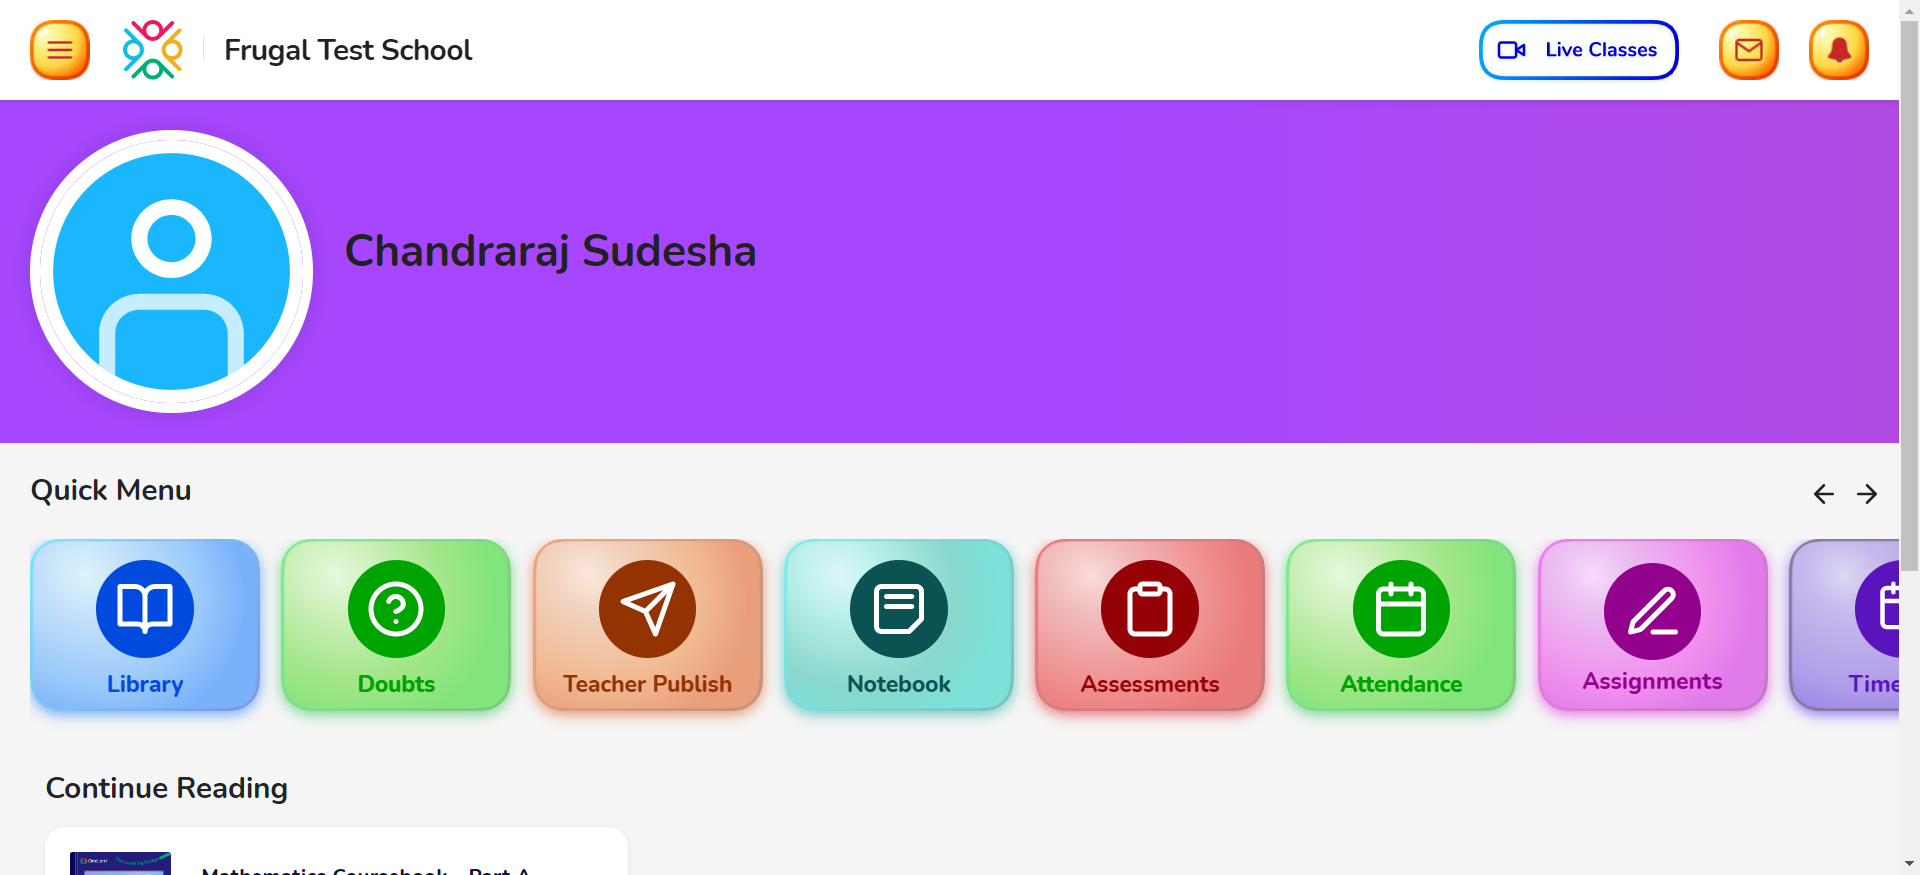 Frugal Test School
Live Classes
Chandraraj Sudesha
Quick Menu
Library
Doubts
Teacher Publish
Notebook
Assessments
Attendance
Assignments
Time
Continue Reading
Mathematics Coursebook - Part A